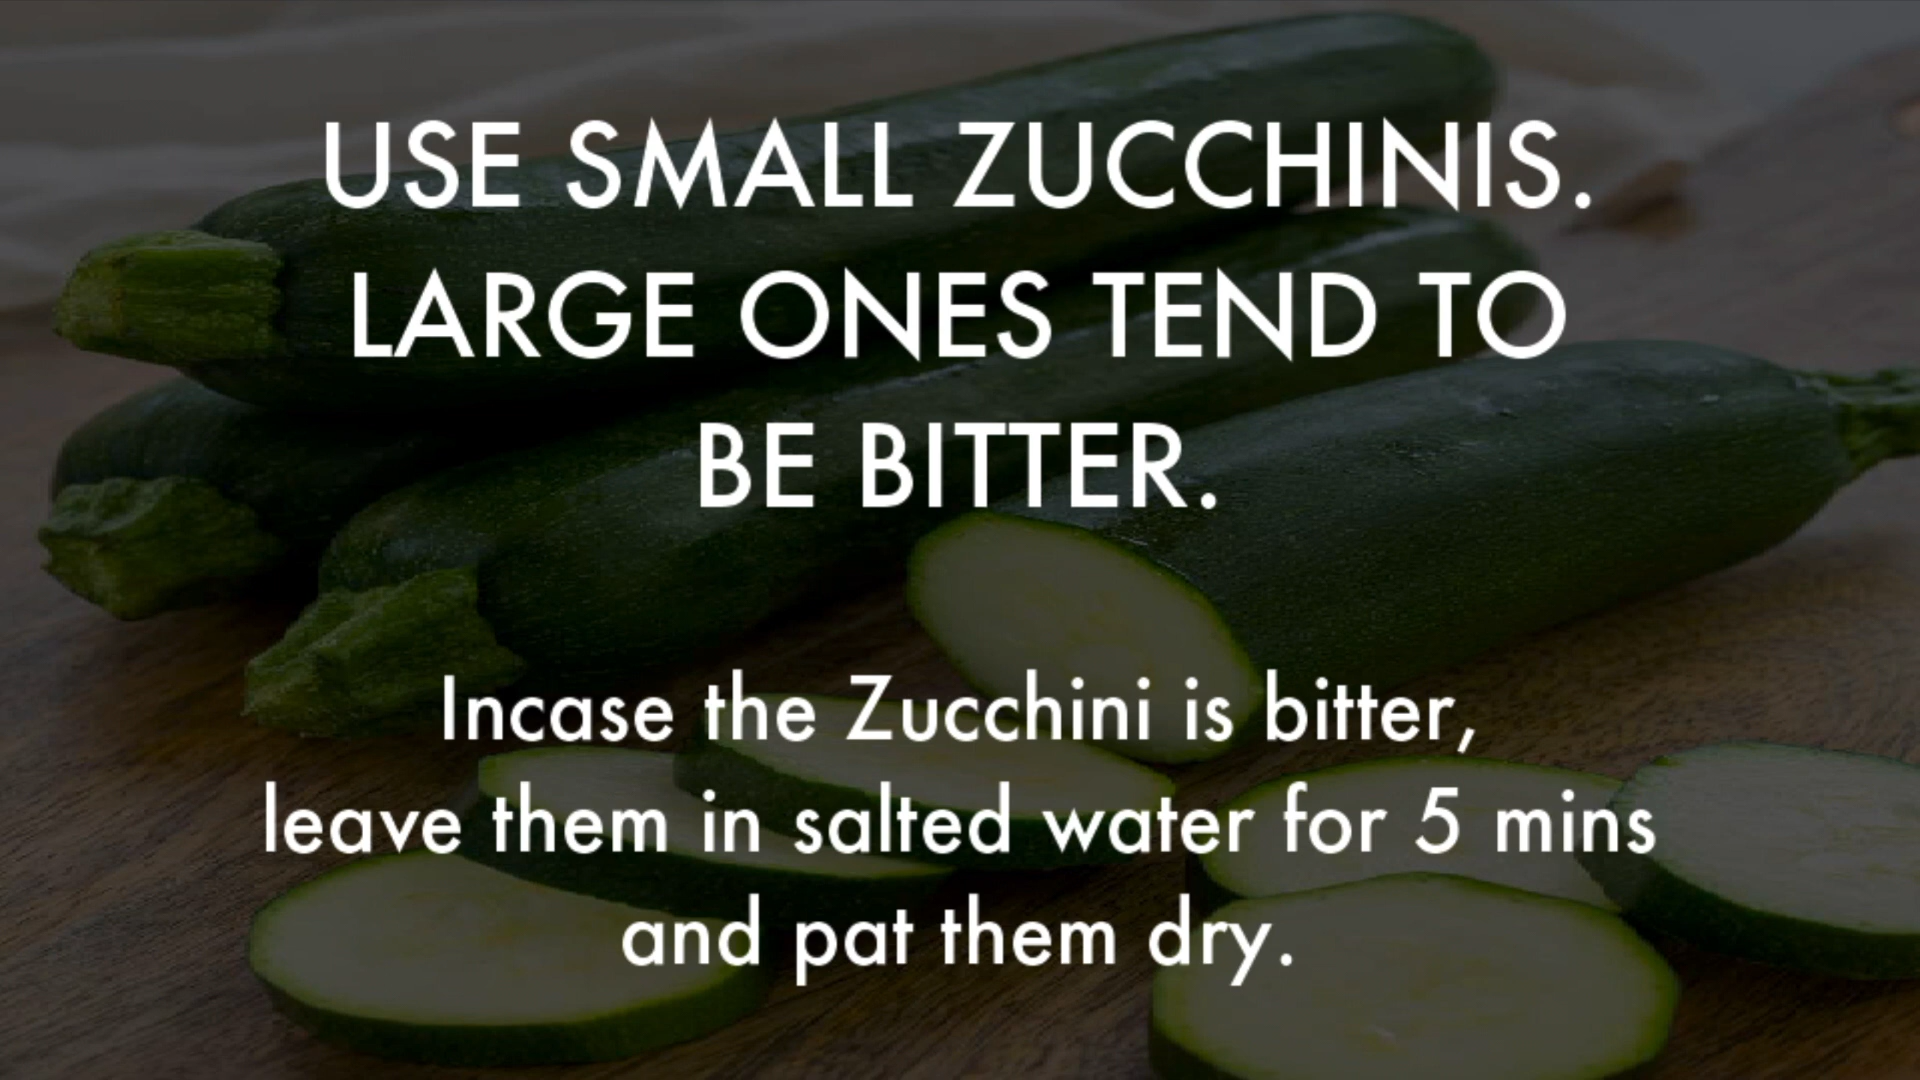 USE SMALL ZUCCHINIS.
LARGE ONES TEND TO
BE BITTER.
Incase the Zucchini is bitter,
leave them in salted water for 5 mins
and pat them dry.